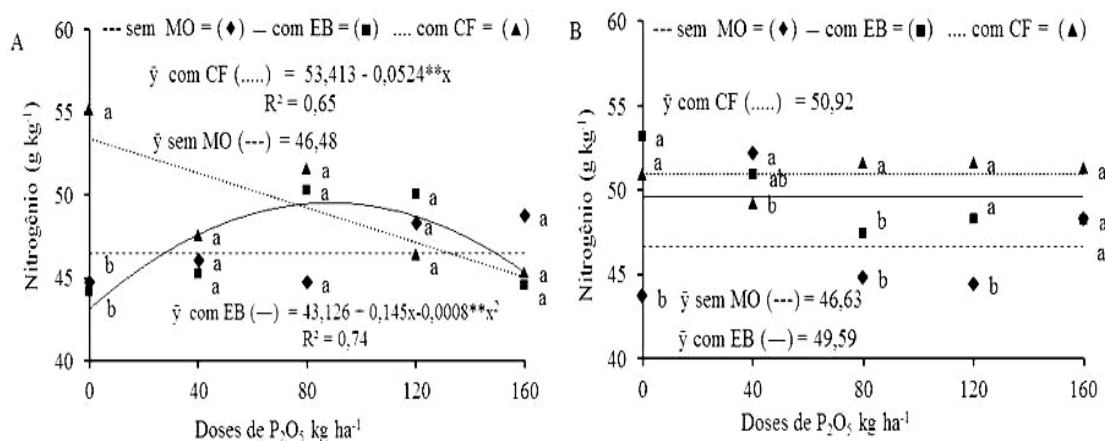 A
60
55
50
45
40
Nitrogênio (g kg-1)
--- sem MO = (♦) — com EB = (■) .... com CF = (▲)
ȳ com CF (.....) = 53,413 - 0,0524**x
R² = 0,65
ȳ sem MO (---) = 46,48
a
b
b
a
a
a
a
a
a
a
a
a
a
a
a
ȳ com EB (—) = 43,126 + 0,145x-0,0008**x²
R² = 0,74
0 40 80 120 160
Doses de P₂O₅ kg ha-1
B
60
55
50
45
40
Nitrogênio (g kg-1)
--- sem MO = (♦) — com EB = (■) .... com CF = (▲)
ȳ com CF (.....) = 50,92
a
a
b
a
ab
b
a
b
b
a
a
b
a
a
a
ȳ sem MO (---) = 46,63
ȳ com EB (—) = 49,59
0 40 80 120 160
Doses de P₂O₅ kg ha-1